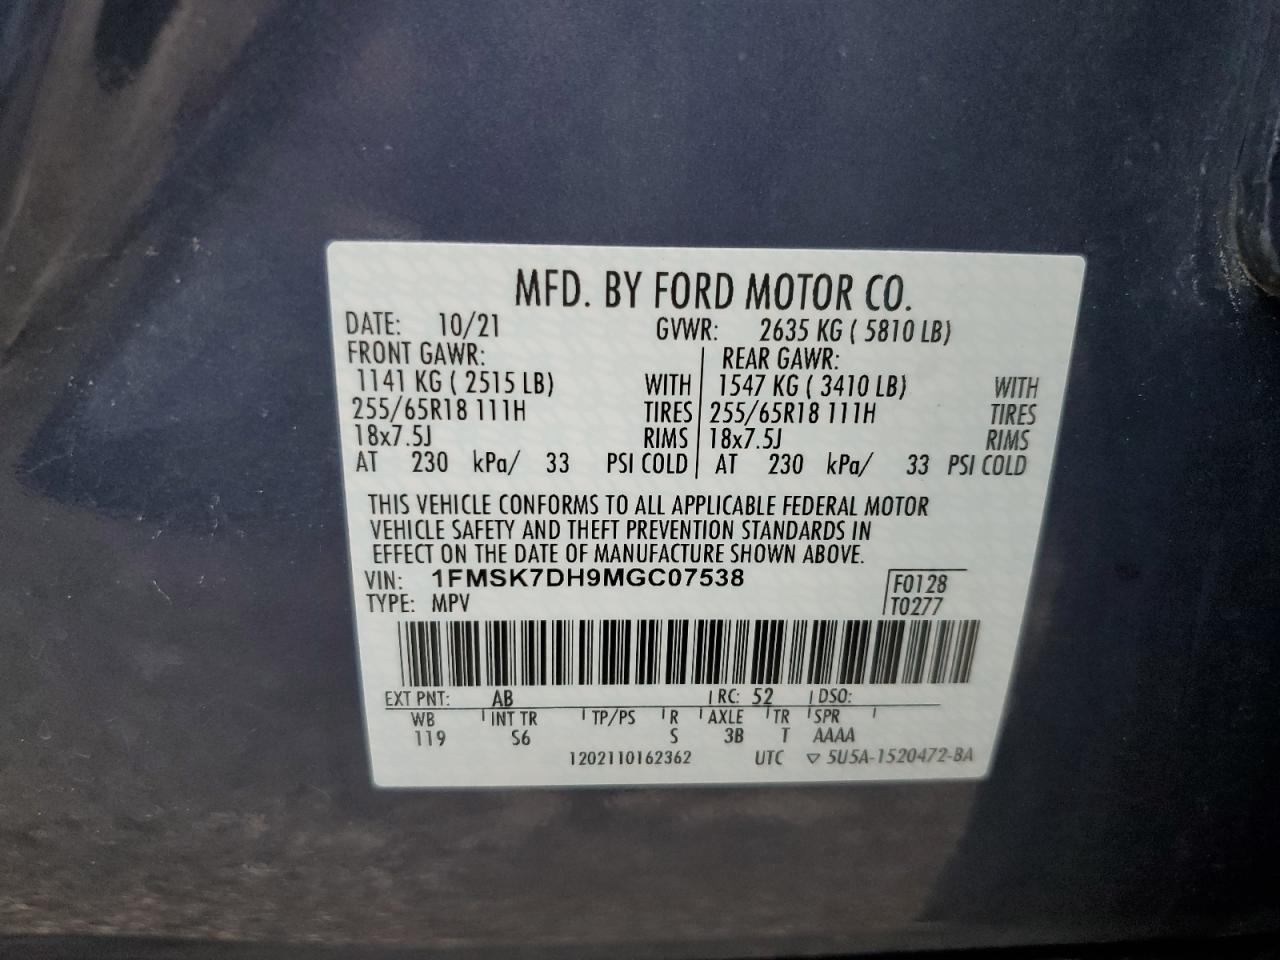 MFD. BY FORD MOTOR CO.
DATE: 10/21 GVWR: 2635 KG ( 5810 LB)
FRONT GAWR: REAR GAWR:
1141 KG ( 2515 LB) WITH 1547 KG ( 3410 LB) WITH
255/65R18 111H TIRES 255/65R18 111H TIRES
18x7.5J RIMS 18x7.5J RIMS
AT 230 kPa/ 33 PSI COLD AT 230 kPa/ 33 PSI COLD
THIS VEHICLE CONFORMS TO ALL APPLICABLE FEDERAL MOTOR
VEHICLE SAFETY AND THEFT PREVENTION STANDARDS IN
EFFECT ON THE DATE OF MANUFACTURE SHOWN ABOVE.
VIN: 1FMSK7DH9MGC07538 F0128
TYPE: MPV T0277
EXT PNT: AB RC: 52 DSO:
WB INT TR TP/PS R AXLE TR SPR
119 S6 S 3B T AAAA
1202110162362 UTC ▽ 5U5A-1520472-BA